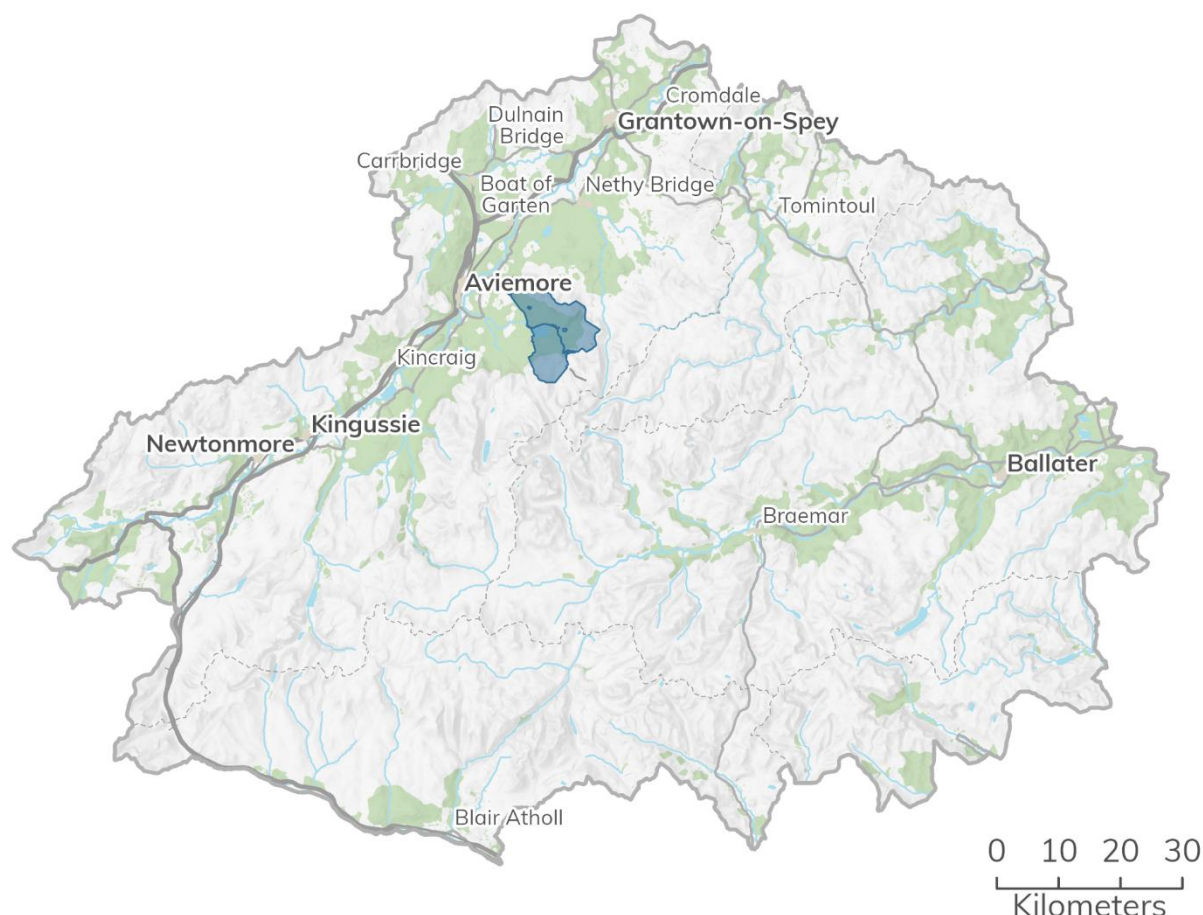 Cromdale
Dulnain
Bridge
Grantown-on-Spey
Carrbridge
Boat of
Garten
Nethy Bridge
Tomintoul
Aviemore
Kincraig
Kingussie
Newtonmore
Ballater
Braemar
Blair Atholl
0 10 20 30
Kilometers